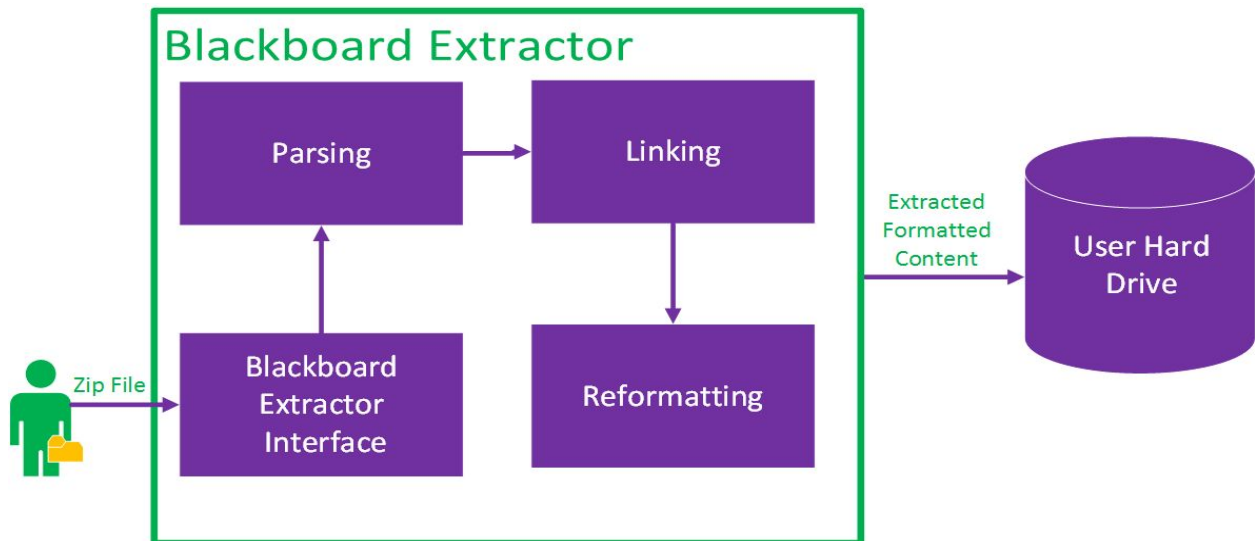 Blackboard Extractor
Parsing
Linking
Extracted
Formatted
Content
User Hard
Drive
Zip File
Blackboard
Extractor
Interface
Reformatting